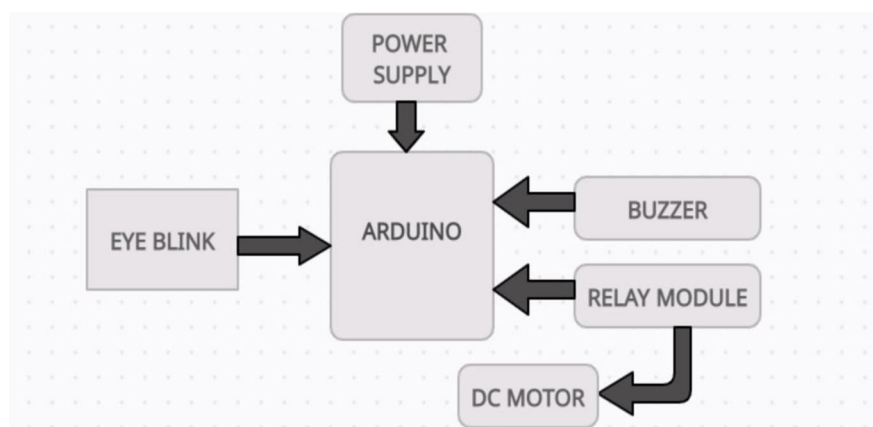 POWER
SUPPLY
ARDUINO
EYE BLINK
BUZZER
RELAY MODULE
DC MOTOR